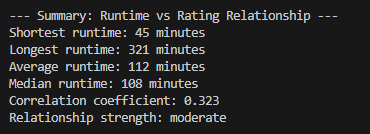 --- Summary: Runtime vs Rating Relationship ---
Shortest runtime: 45 minutes
Longest runtime: 321 minutes
Average runtime: 112 minutes
Median runtime: 108 minutes
Correlation coefficient: 0.323
Relationship strength: moderate